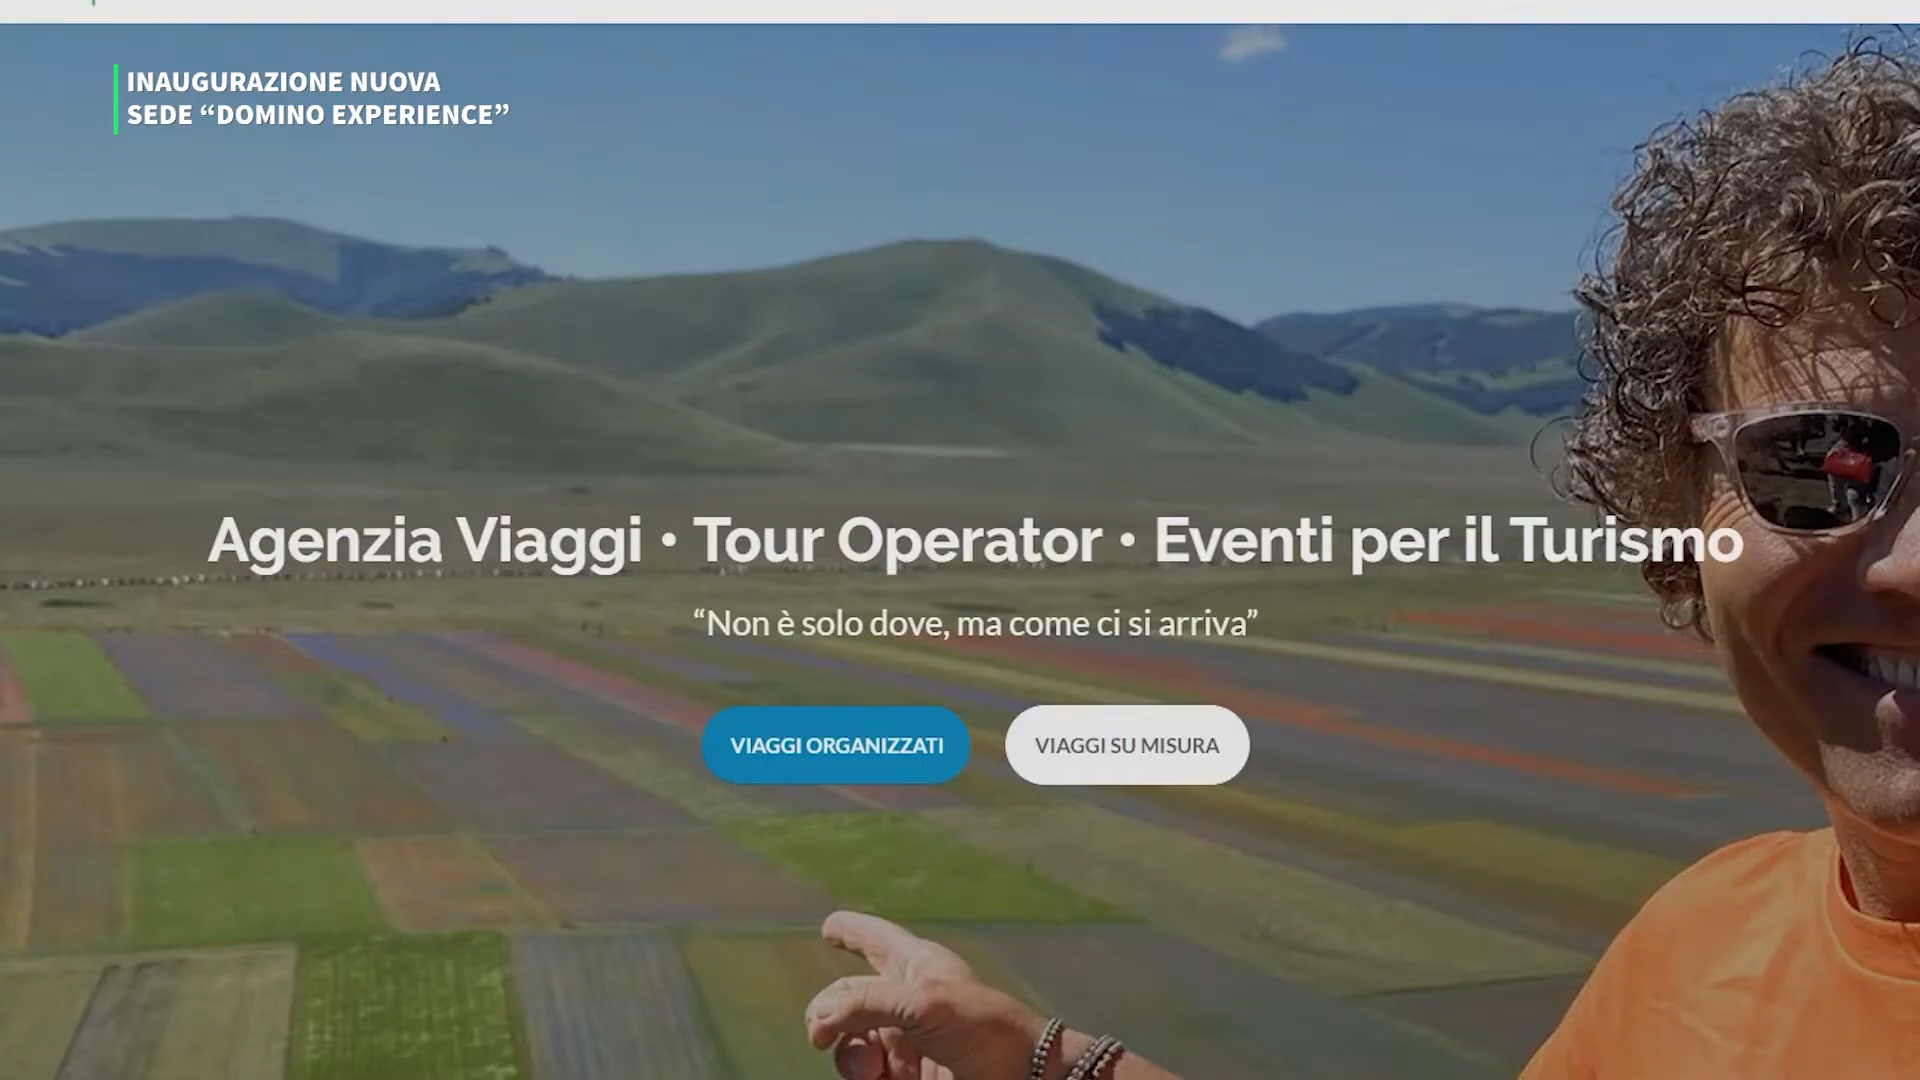 INAUGURAZIONE NUOVA
SEDE “DOMINO EXPERIENCE”
Agenzia Viaggi • Tour Operator • Eventi per il Turismo
“Non è solo dove, ma come ci si arriva”
VIAGGI ORGANIZZATI
VIAGGI SU MISURA